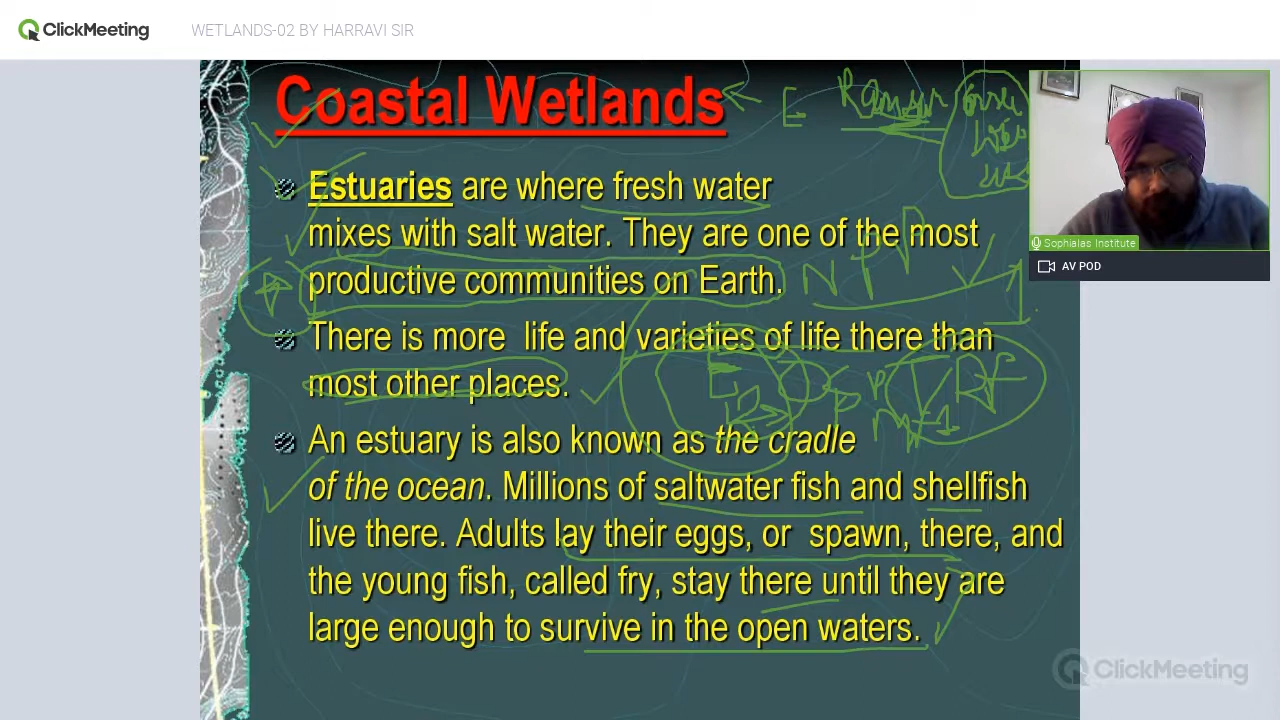 ClickMeeting
WETLANDS-02 BY HARRAVI SIR
Coastal Wetlands
E Ramsar
Estuaries are where fresh water
mixes with salt water. They are one of the most
productive communities on Earth.
NPP
There is more life and varieties of life there than
most other places.
An estuary is also known as the cradle
of the ocean. Millions of saltwater fish and shellfish
live there. Adults lay their eggs, or spawn, there, and
the young fish, called fry, stay there until they are
large enough to survive in the open waters.
Sophialas Institute
AV POD
ClickMeeting